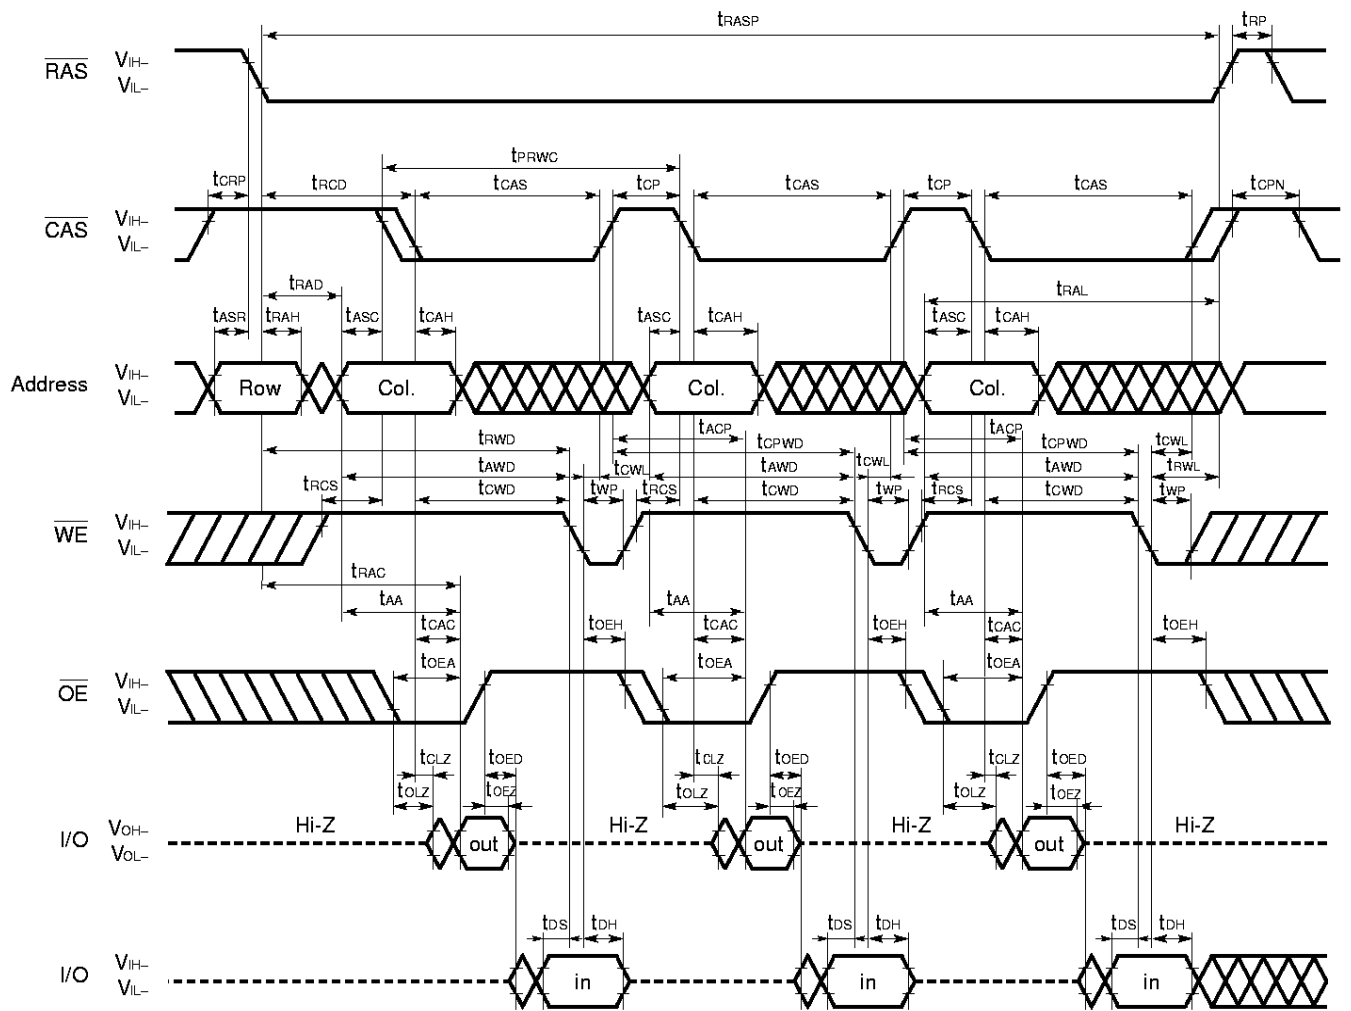 tRASP tRP
RAS VIH– VIL–
tPRWC
tCRP tRCD tCAS tCP tCAS tCP tCAS tCPN
CAS VIH– VIL–
tRAD tRAL
tASR tRAH tASC tCAH tASC tCAH tASC tCAH
Address VIH– VIL– Row Col. Col. Col.
tACP tACP
tRWD tCPWD tCPWD tCWL
tAWD tCWL tAWD tCWL tAWD tRWL
tRCS tCWD tWP tRCS tCWD tWP tRCS tCWD tWP
WE VIH– VIL–
tRAC
tAA tAA tAA
tCAC tOEH tCAC tOEH tCAC tOEH
tOEA tOEA tOEA
OE VIH– VIL–
tCLZ tOED tCLZ tOED tCLZ tOED
tOLZ tOEZ tOLZ tOEZ tOLZ tOEZ
I/O VOH– VOL– Hi-Z out Hi-Z out Hi-Z out Hi-Z
tDS tDH tDS tDH tDS tDH
I/O VIH– VIL– in in in